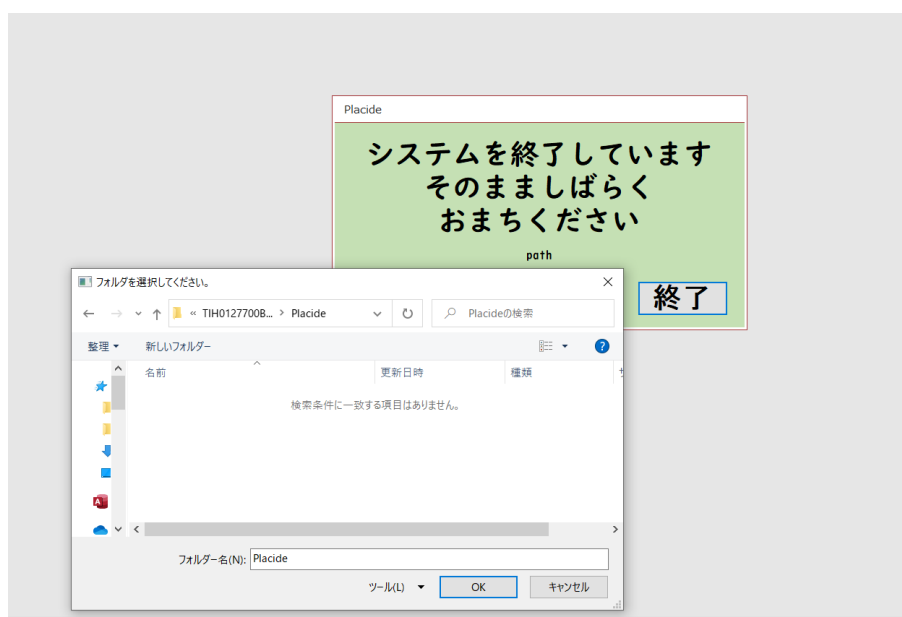 Placide
システムを終了しています
そのまましばらく
おまちください
path
終了
フォルダを選択してください。
« TIH0127700B... › Placide
Placideの検索
整理
新しいフォルダー
名前
更新日時
種類
検索条件に一致する項目はありません。
フォルダー名(N):
Placide
ツール(L)
OK
キャンセル